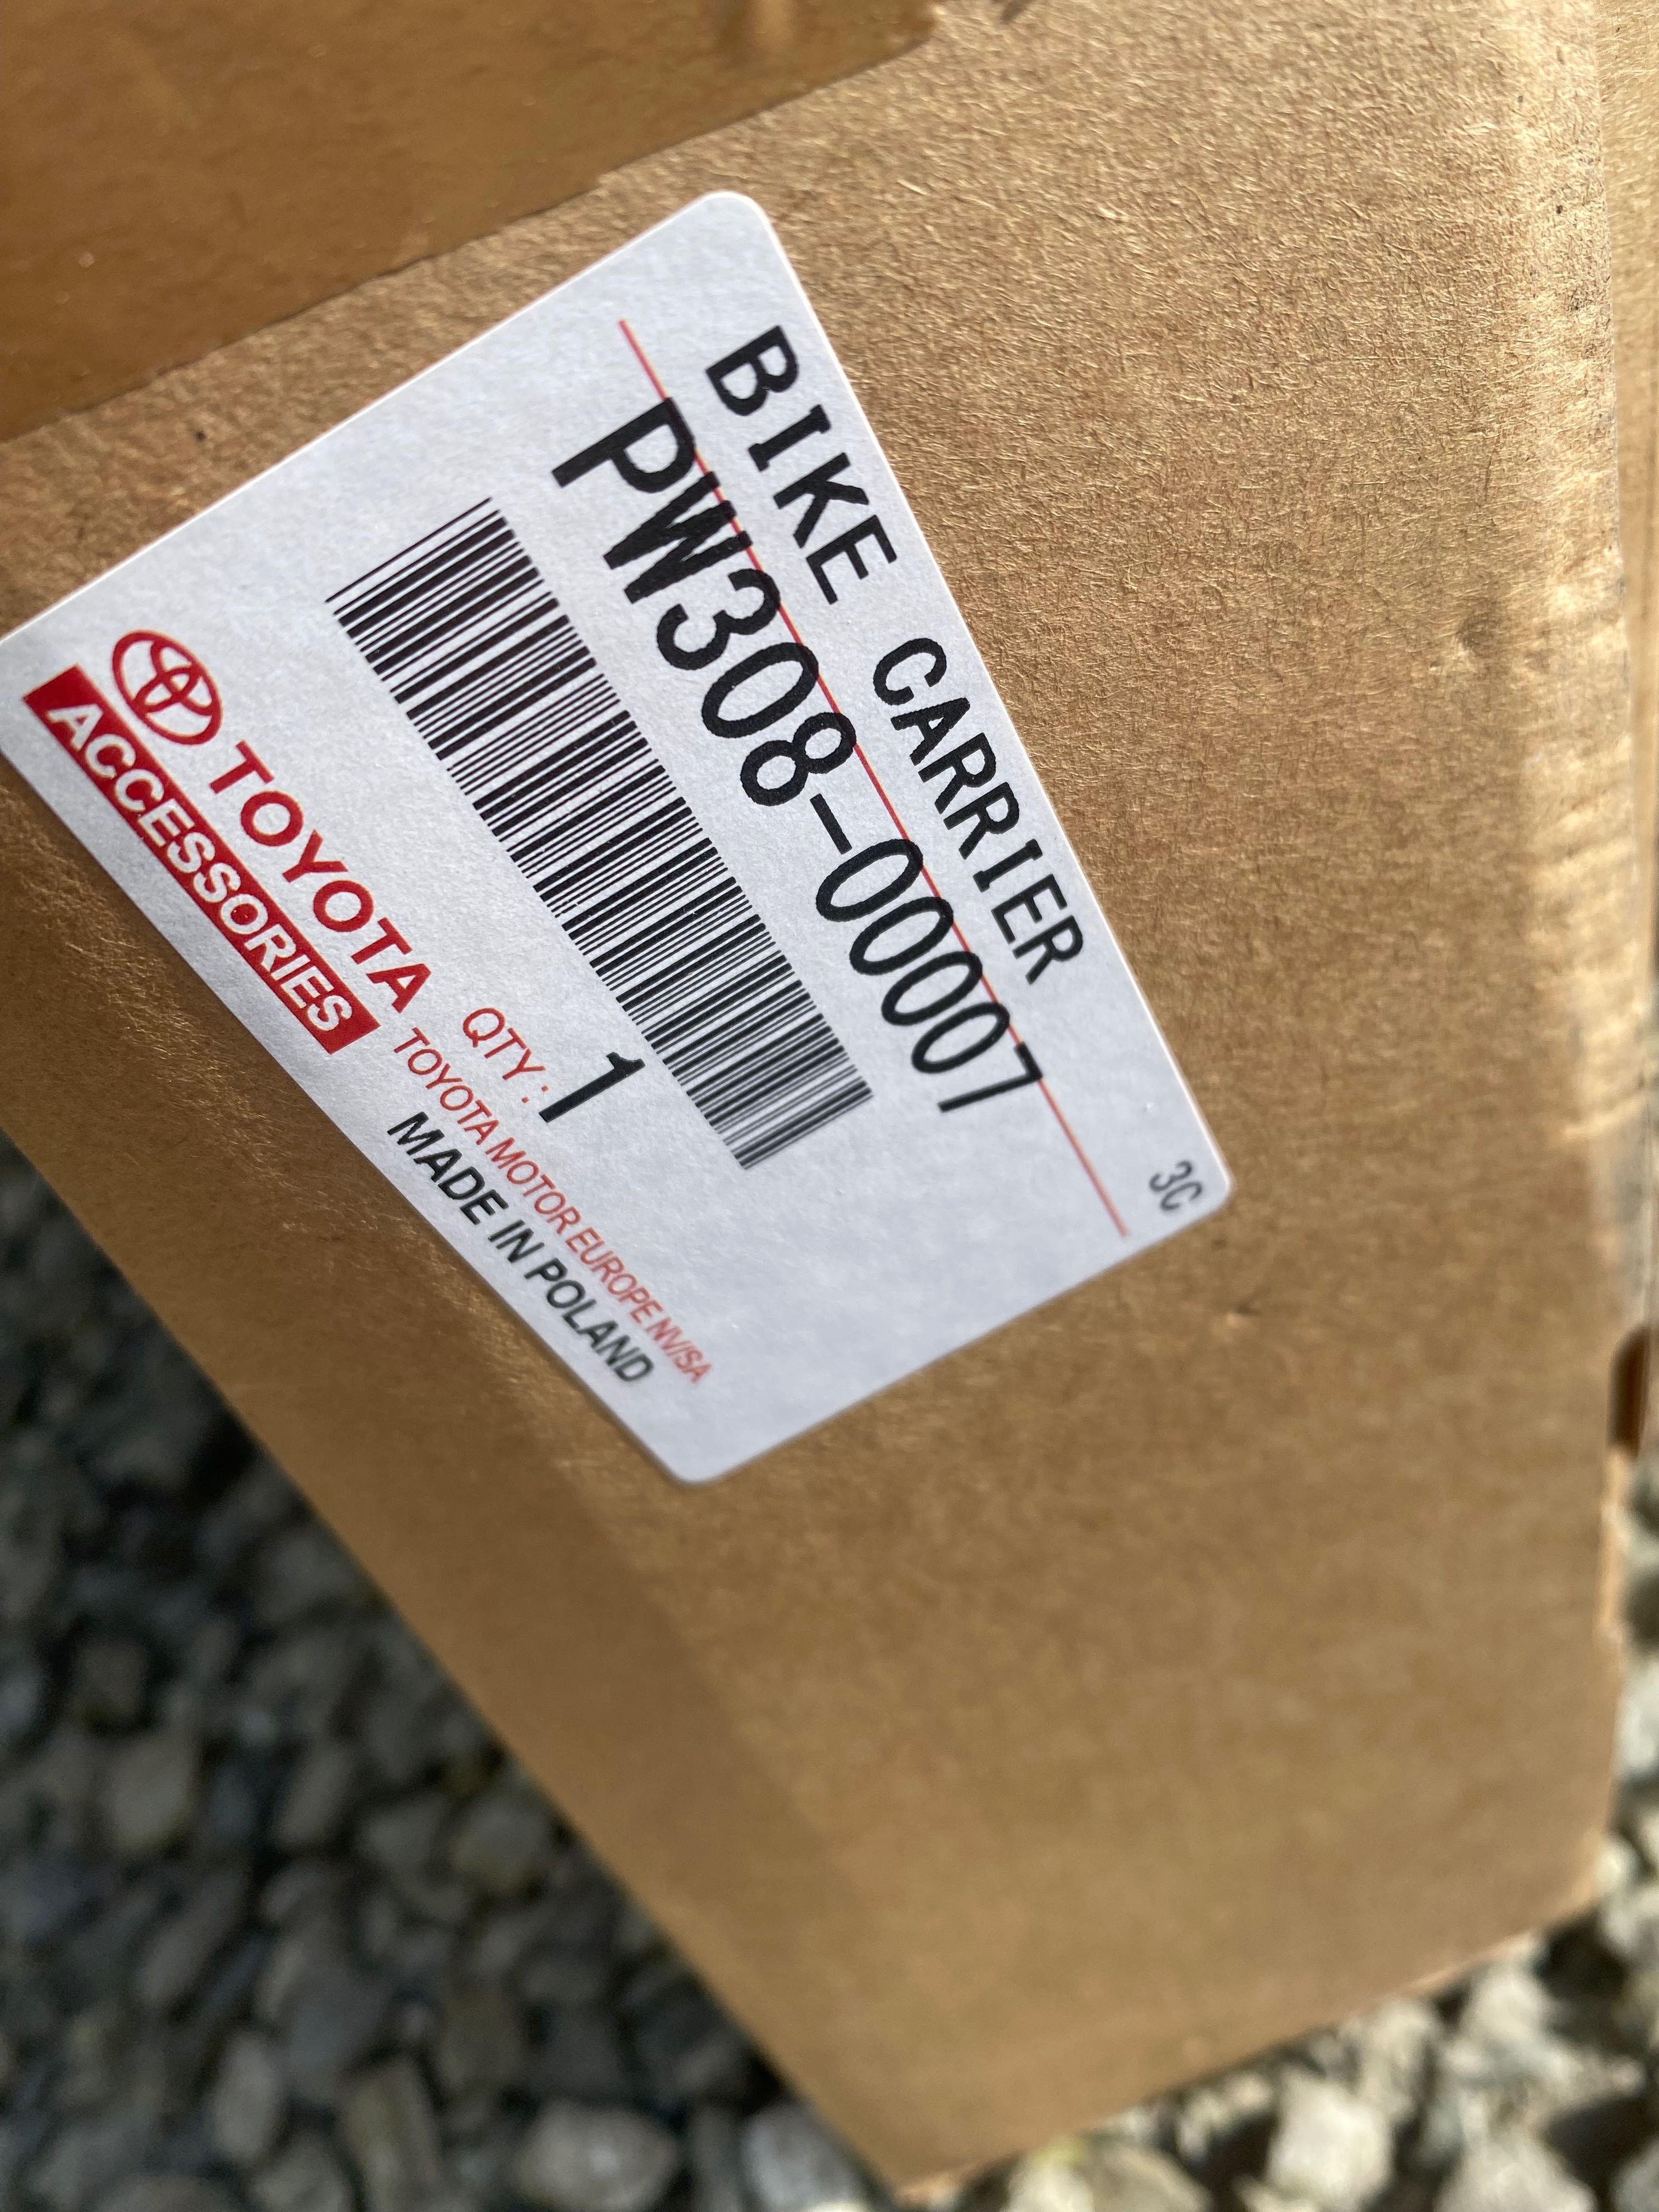 BIKE CARRIER
3C
PW308-00007
QTY: 1
TOYOTA
ACCESSORIES
TOYOTA MOTOR EUROPE NV/SA
MADE IN POLAND